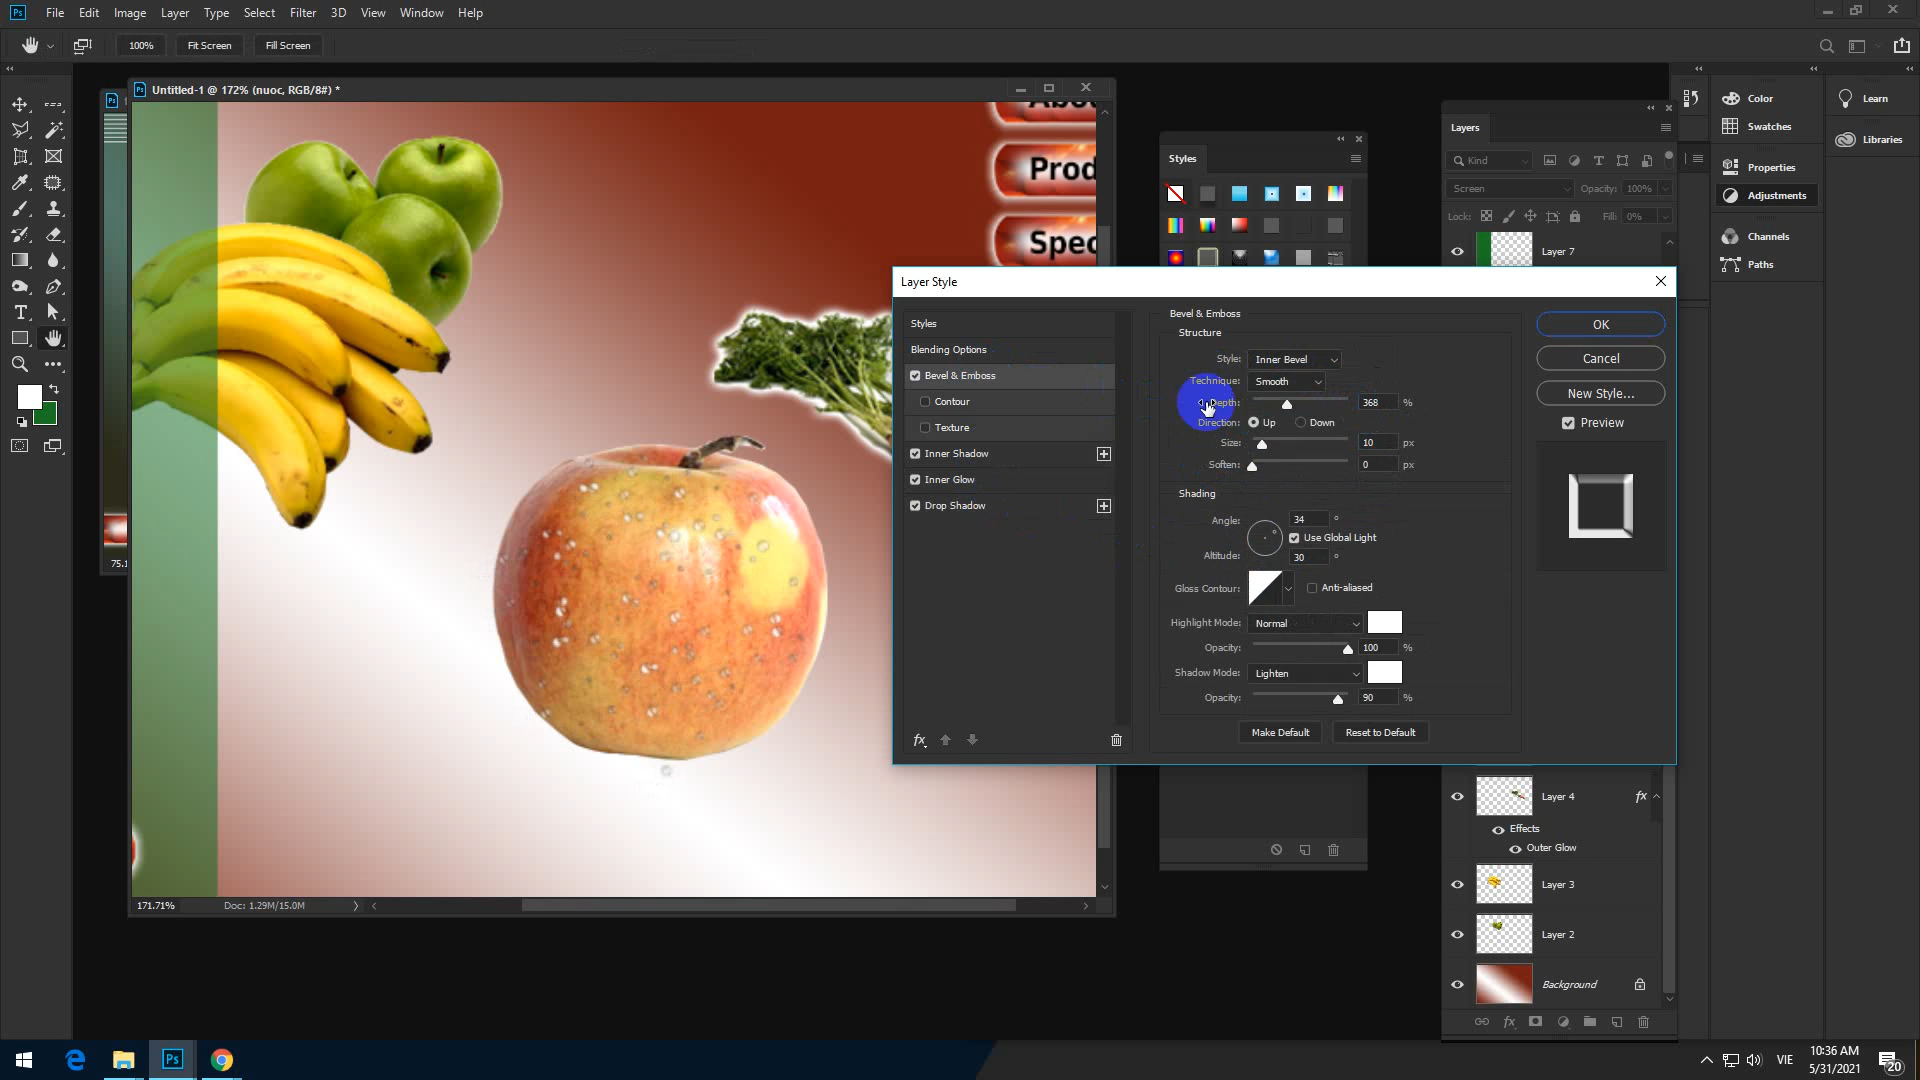 Ps File Edit Image Layer Type Select Filter 3D View Window Help
100% Fit Screen Fill Screen
Untitled-1 @ 172% (nuoc, RGB/8#) *
Prod
Spec
75.1
171.71% Doc: 1.29M/15.0M
Styles
Layer Style
Styles
Blending Options
Bevel & Emboss
Contour
Texture
Inner Shadow
Inner Glow
Drop Shadow
fx
Bevel & Emboss
Structure
Style: Inner Bevel
Technique: Smooth
Depth: 368 %
Direction: Up Down
Size: 10 px
Soften: 0 px
Shading
Angle: 34 °
Use Global Light
Altitude: 30 °
Gloss Contour: Anti-aliased
Highlight Mode: Normal
Opacity: 100 %
Shadow Mode: Lighten
Opacity: 90 %
Make Default Reset to Default
OK
Cancel
New Style...
Preview
Layers
Kind
Screen Opacity: 100%
Lock: Fill: 0%
Layer 7
Layer 4 fx
Effects
Outer Glow
Layer 3
Layer 2
Background
fx
Color
Swatches
Properties
Adjustments
Channels
Paths
Learn
Libraries
Ps
VIE
10:36 AM
5/31/2021
20